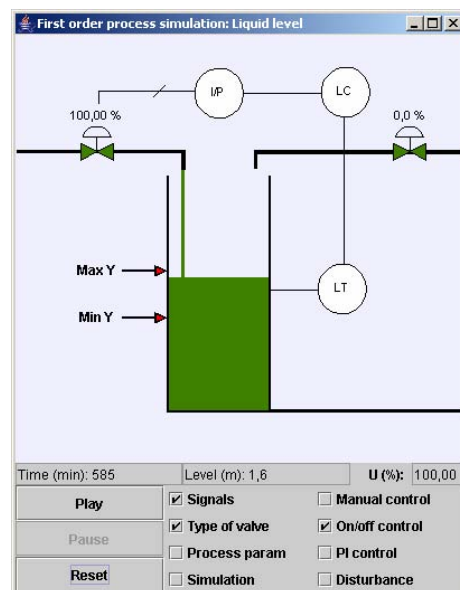 First order process simulation: Liquid level
I/P
LC
100,00 %
0,0 %
Max Y
LT
Min Y
Time (min): 585 Level (m): 1,6 U (%): 100,00
Play Signals Manual control
Type of valve On/off control
Pause
Process param PI control
Reset Simulation Disturbance